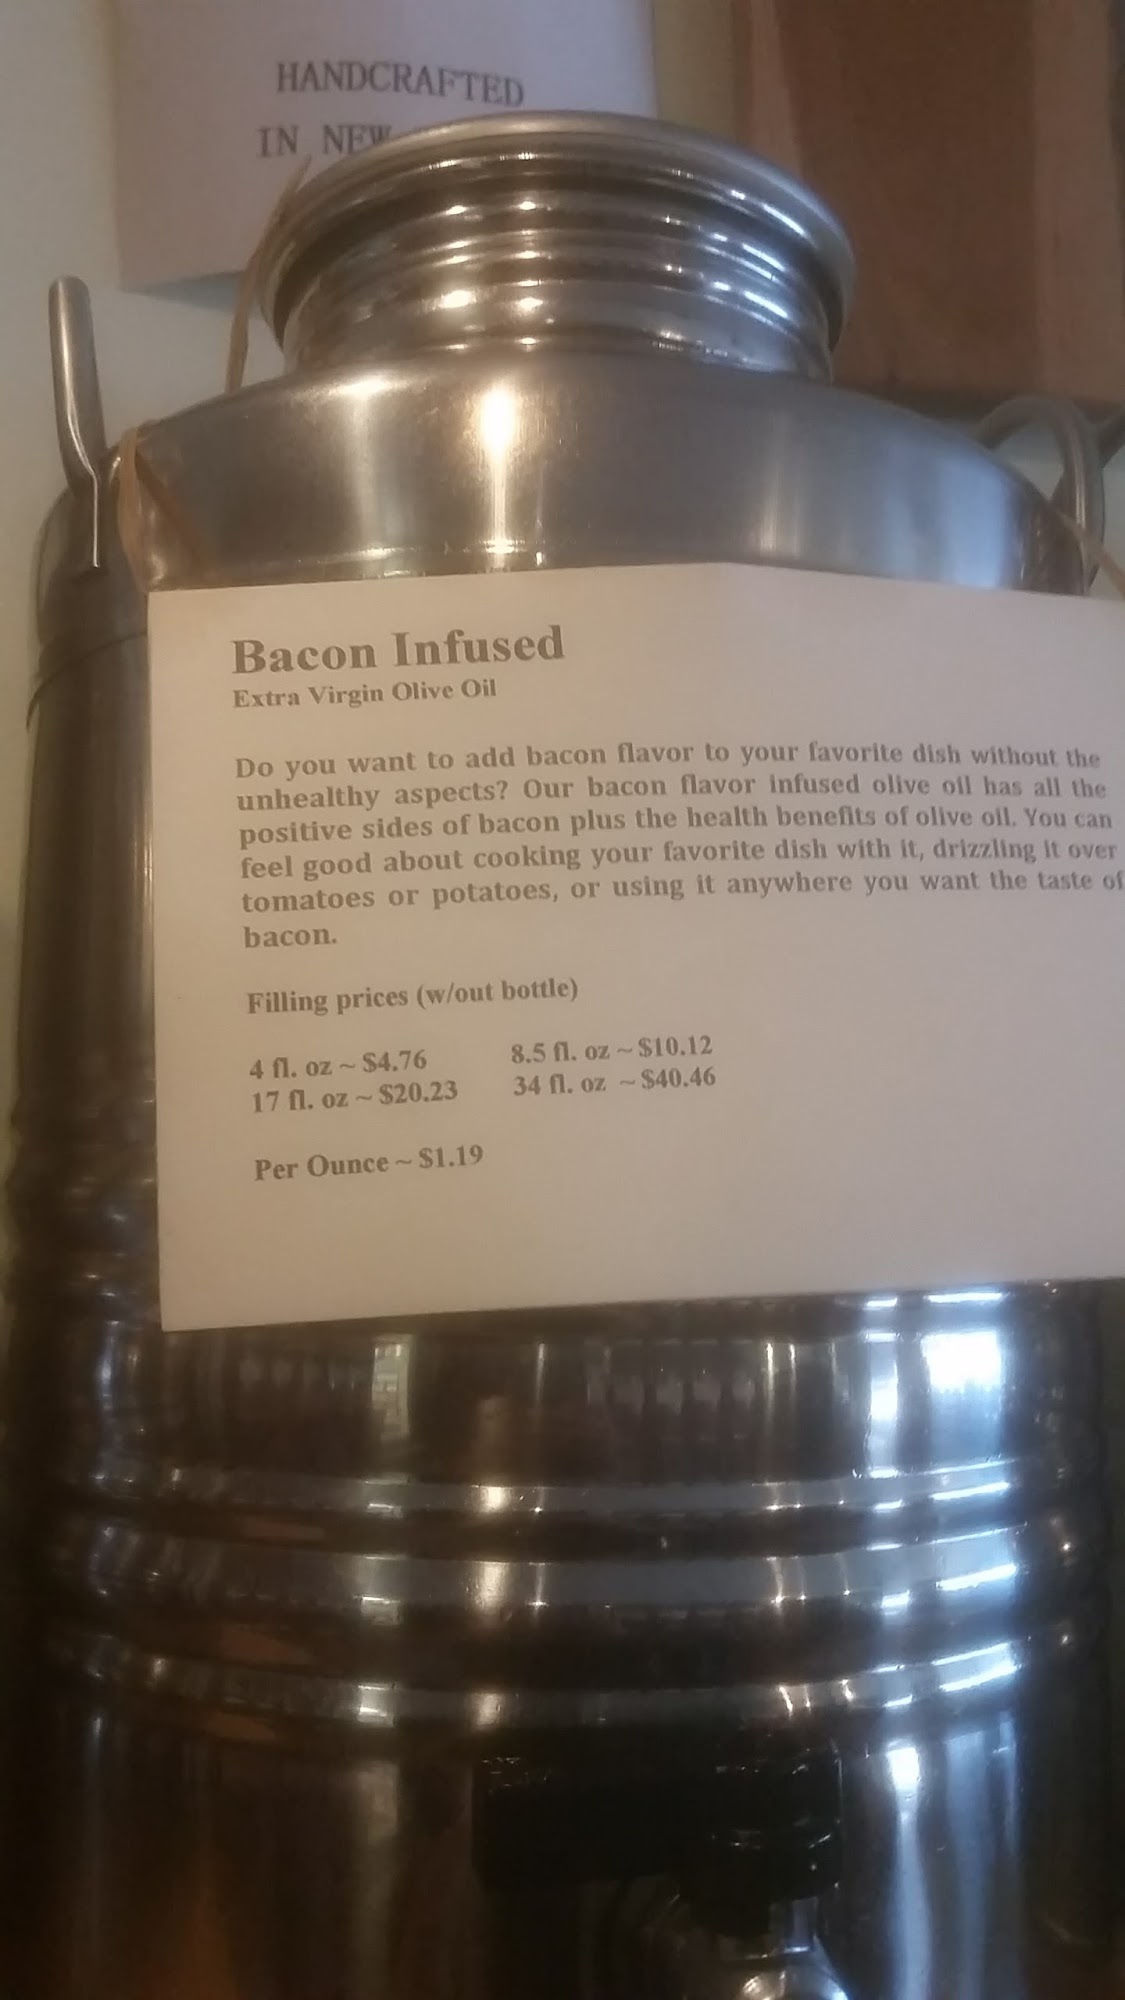 HANDCRAFTED
IN NEW
Bacon Infused
Extra Virgin Olive Oil
Do you want to add bacon flavor to your favorite dish without the
unhealthy aspects? Our bacon flavor infused olive oil has all the
positive sides of bacon plus the health benefits of olive oil. You can
feel good about cooking your favorite dish with it, drizzling it over
tomatoes or potatoes, or using it anywhere you want the taste of
bacon.
Filling prices (w/out bottle)
4 fl. oz ~ $4.76 8.5 fl. oz ~ $10.12
17 fl. oz ~ $20.23 34 fl. oz ~ $40.46
Per Ounce ~ $1.19